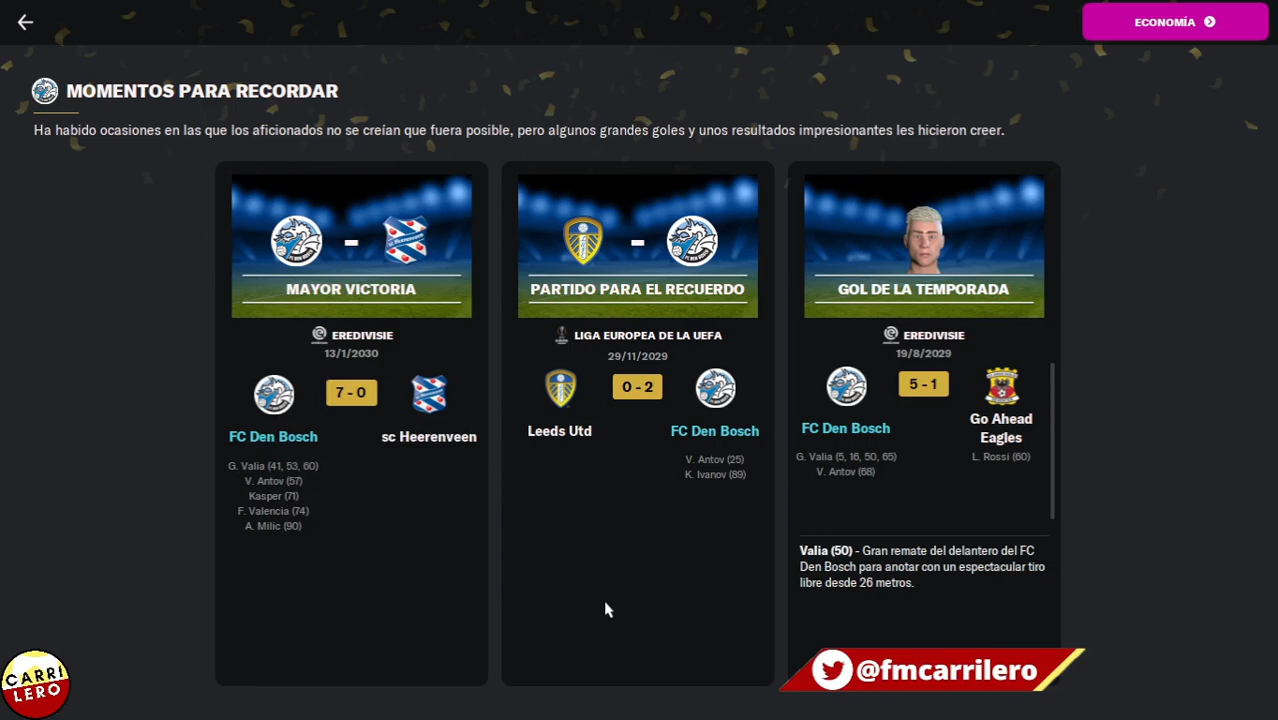 ECONOMÍA
MOMENTOS PARA RECORDAR
Ha habido ocasiones en las que los aficionados no se creían que fuera posible, pero algunos grandes goles y unos resultados impresionantes les hicieron creer.
MAYOR VICTORIA
EREDIVISIE
13/1/2030
7 - 0
FC Den Bosch
sc Heerenveen
G. Valia (41, 53, 60)
V. Antov (57)
Kasper (71)
F. Valencia (74)
A. Milic (90)
PARTIDO PARA EL RECUERDO
LIGA EUROPEA DE LA UEFA
29/11/2029
0 - 2
Leeds Utd
FC Den Bosch
V. Antov (25)
K. Ivanov (89)
GOL DE LA TEMPORADA
EREDIVISIE
19/8/2029
5 - 1
FC Den Bosch
Go Ahead
Eagles
G. Valia (5, 16, 50, 65)
V. Antov (68)
L. Rossi (60)
Valia (50) - Gran remate del delantero del FC
Den Bosch para anotar con un espectacular tiro
libre desde 26 metros.
CARRI
LERO
@fmcarrilero